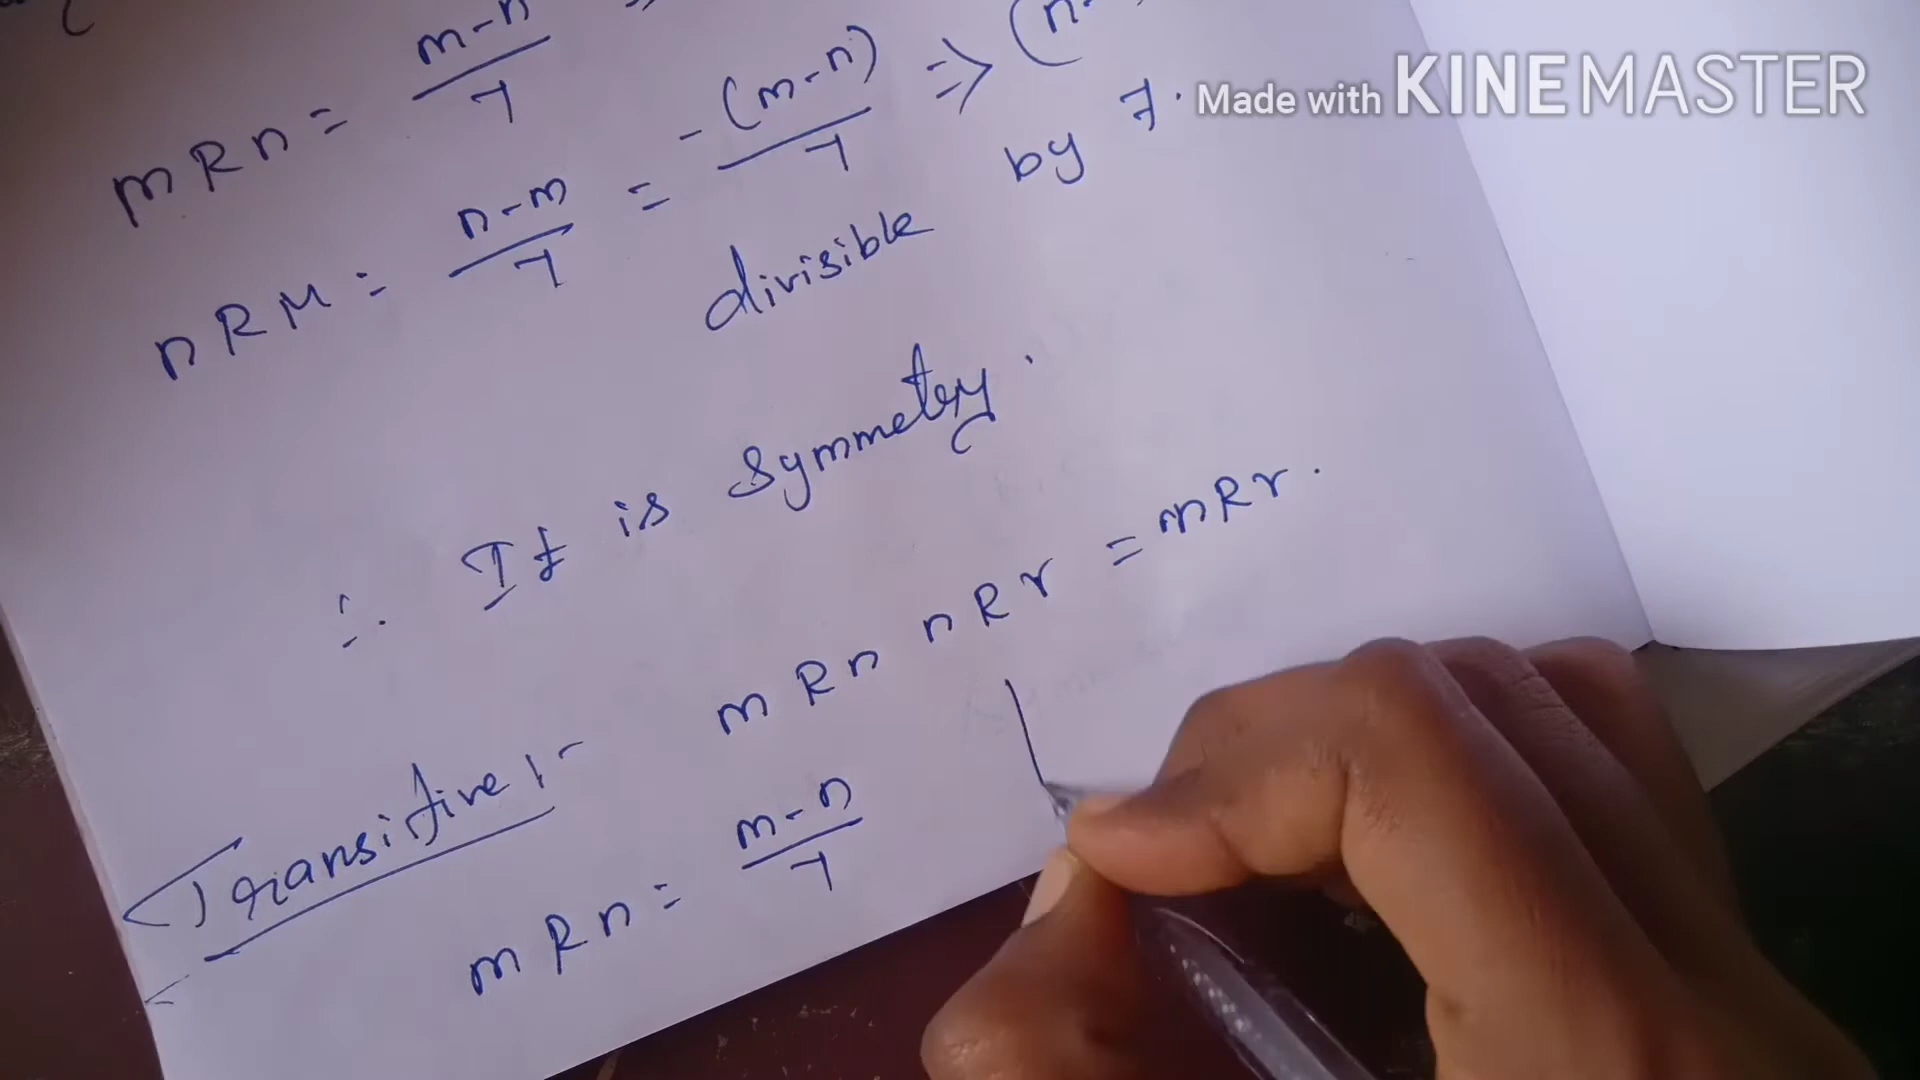 mRn = m-n/7
nRM = n-m/7 = -(m-n)/7 => (n-
divisible by 7.
∴ It is Symmetry.
Transitive :- mRn nRr = mRr.
mRn = m-n/7
Made with KINEMASTER